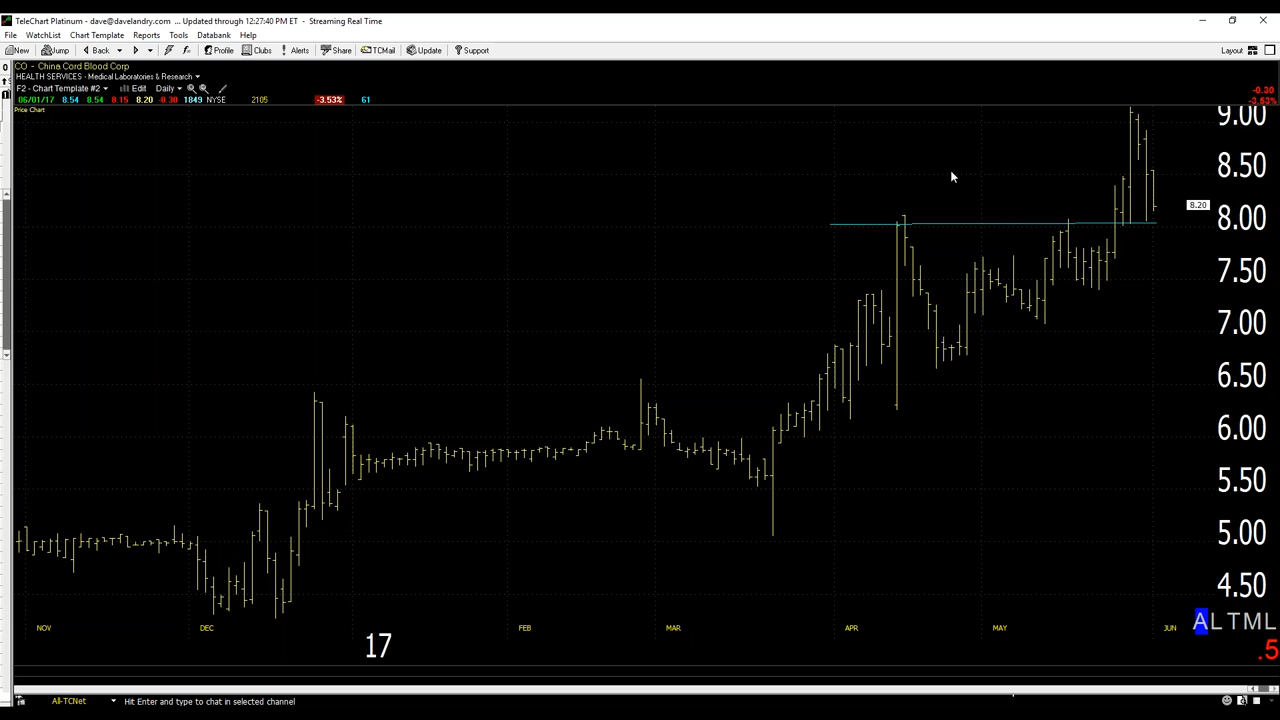 TeleChart Platinum - dave@davelandry.com ... Updated through 12:27:40 PM ET - Streaming Real Time
File WatchList Chart Template Reports Tools Databank Help
New Jump Back Profile Clubs Alerts Share TCMail Update Support Layout
CO - China Cord Blood Corp
HEALTH SERVICES - Medical Laboratories & Research
F2 - Chart Template #2 Edit Daily
-0.30
06/01/17 8.54 8.54 8.15 8.20 -0.30 1849 NYSE 2105 -3.53% 61
-3.53%
Price Chart
9.00
8.50
8.20
8.00
7.50
7.00
6.50
6.00
5.50
5.00
4.50
ALTML
NOV DEC FEB MAR APR MAY JUN
17
.5
All-TCNet Hit Enter and type to chat in selected channel